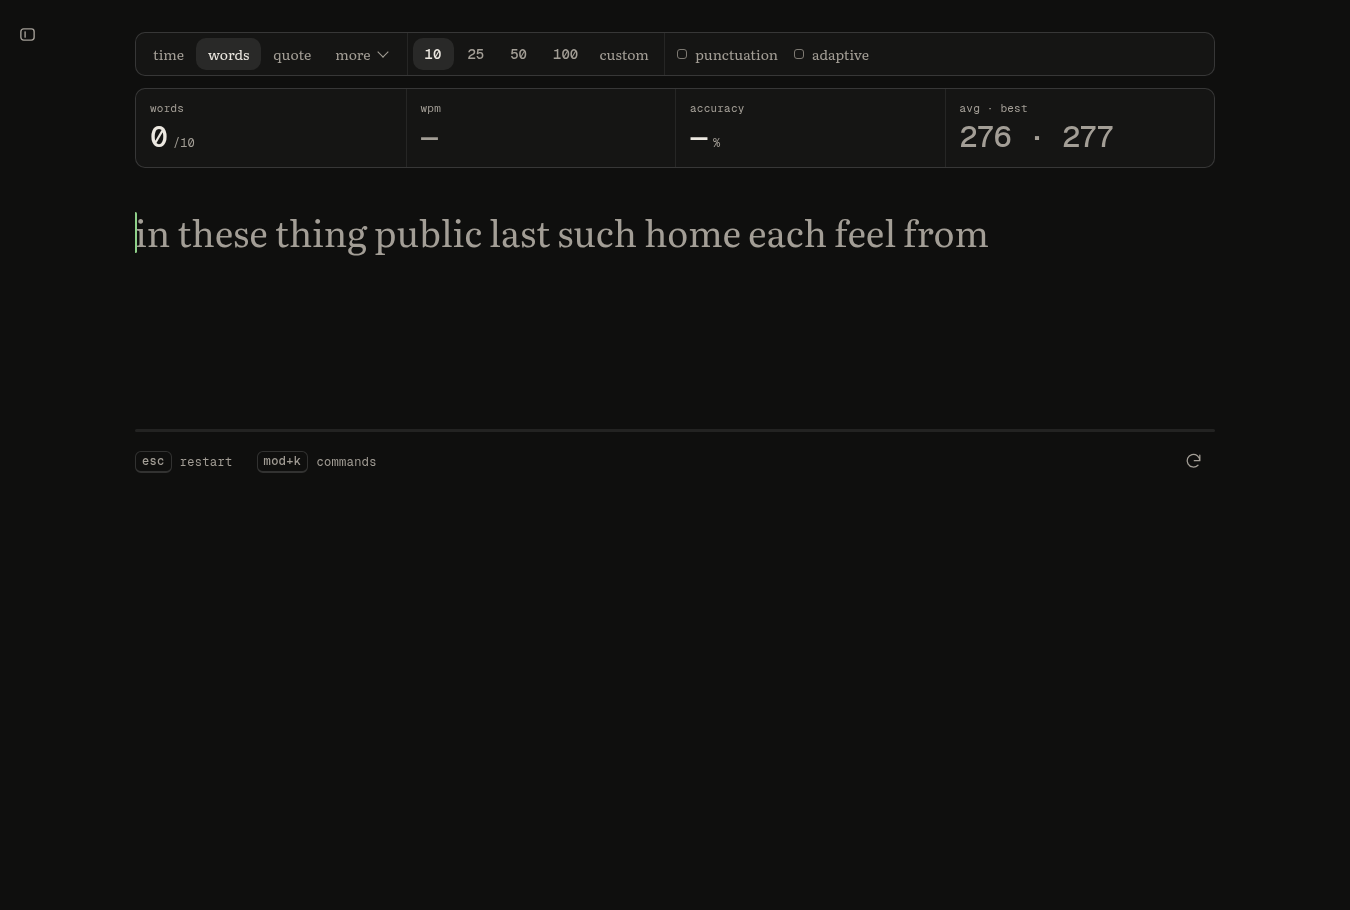 time words quote more 10 25 50 100 custom punctuation adaptive
words wpm accuracy avg · best
0 /10 — — % 276 · 277
in these thing public last such home each feel from
esc restart mod+k commands